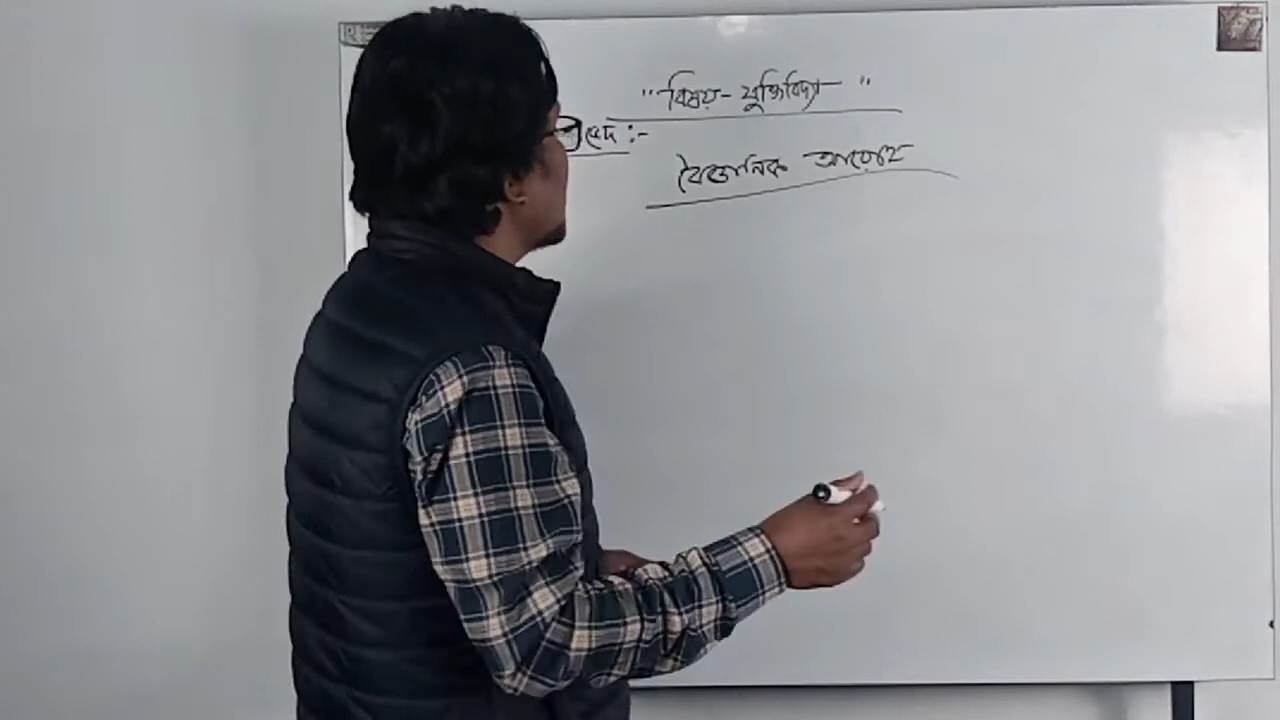 "বিষয়- যুক্তিবিদ্যা"
ভেদ :-
বৈজ্ঞানিক আরোহ